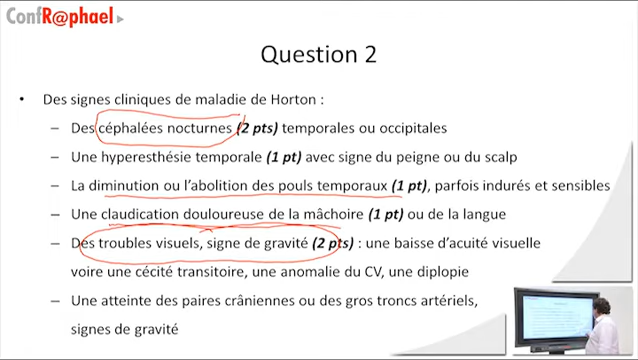 ConfR@phael
Question 2
• Des signes cliniques de maladie de Horton :
– Des céphalées nocturnes (2 pts) temporales ou occipitales
– Une hyperesthésie temporale (1 pt) avec signe du peigne ou du scalp
– La diminution ou l'abolition des pouls temporaux (1 pt), parfois indurés et sensibles
– Une claudication douloureuse de la mâchoire (1 pt) ou de la langue
– Des troubles visuels, signe de gravité (2 pts) : une baisse d'acuité visuelle
voire une cécité transitoire, une anomalie du CV, une diplopie
– Une atteinte des paires crâniennes ou des gros troncs artériels,
signes de gravité